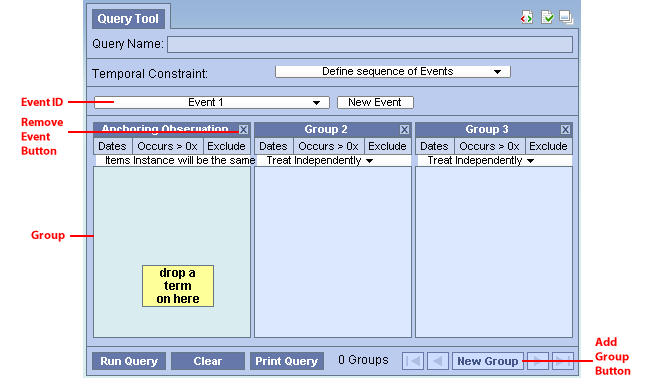 Query Tool
Query Name:
Temporal Constraint:
Define sequence of Events
Event ID
Event 1
New Event
Remove
Event
Button
Anchoring Observation
Group 2
Group 3
Dates
Occurs > 0x
Exclude
Dates
Occurs > 0x
Exclude
Dates
Occurs > 0x
Exclude
Items Instance will be the same
Treat Independently
Treat Independently
Group
drop a
term
on here
Run Query
Clear
Print Query
0 Groups
New Group
Add
Group
Button